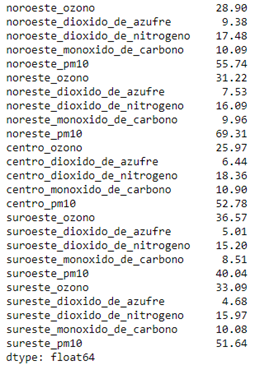 noroeste_ozono 28.90
noroeste_dioxido_de_azufre 9.38
noroeste_dioxido_de_nitrogeno 17.48
noroeste_monoxido_de_carbono 10.09
noroeste_pm10 55.74
noreste_ozono 31.22
noreste_dioxido_de_azufre 7.53
noreste_dioxido_de_nitrogeno 16.09
noreste_monoxido_de_carbono 9.96
noreste_pm10 69.31
centro_ozono 25.97
centro_dioxido_de_azufre 6.44
centro_dioxido_de_nitrogeno 18.36
centro_monoxido_de_carbono 10.90
centro_pm10 52.78
suroeste_ozono 36.57
suroeste_dioxido_de_azufre 5.01
suroeste_dioxido_de_nitrogeno 15.20
suroeste_monoxido_de_carbono 8.51
suroeste_pm10 40.04
sureste_ozono 33.09
sureste_dioxido_de_azufre 4.68
sureste_dioxido_de_nitrogeno 15.97
sureste_monoxido_de_carbono 10.08
sureste_pm10 51.64
dtype: float64